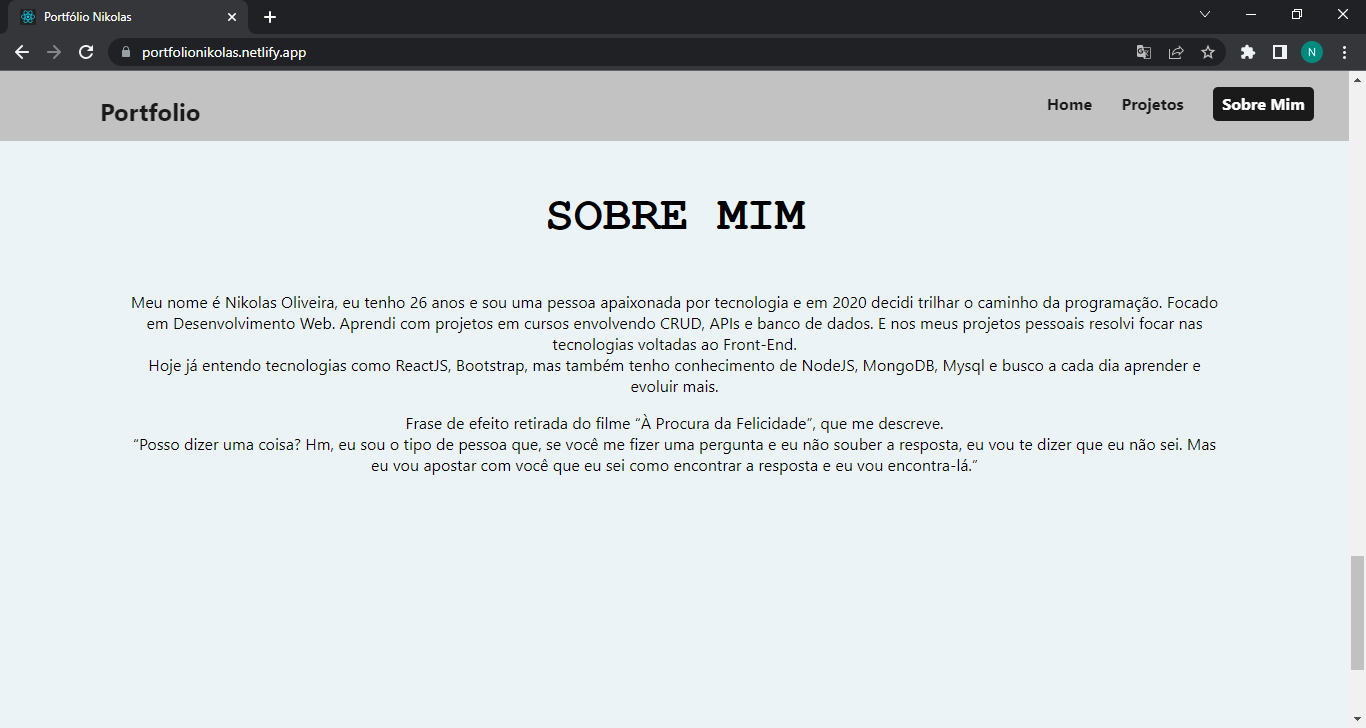 Portfólio Nikolas
portfolionikolas.netlify.app
N
Portfolio
Home
Projetos
Sobre Mim
SOBRE MIM
Meu nome é Nikolas Oliveira, eu tenho 26 anos e sou uma pessoa apaixonada por tecnologia e em 2020 decidi trilhar o caminho da programação. Focado
em Desenvolvimento Web. Aprendi com projetos em cursos envolvendo CRUD, APIs e banco de dados. E nos meus projetos pessoais resolvi focar nas
tecnologias voltadas ao Front-End.
Hoje já entendo tecnologias como ReactJS, Bootstrap, mas também tenho conhecimento de NodeJS, MongoDB, Mysql e busco a cada dia aprender e
evoluir mais.
Frase de efeito retirada do filme “À Procura da Felicidade”, que me descreve.
“Posso dizer uma coisa? Hm, eu sou o tipo de pessoa que, se você me fizer uma pergunta e eu não souber a resposta, eu vou te dizer que eu não sei. Mas
eu vou apostar com você que eu sei como encontrar a resposta e eu vou encontra-lá.”